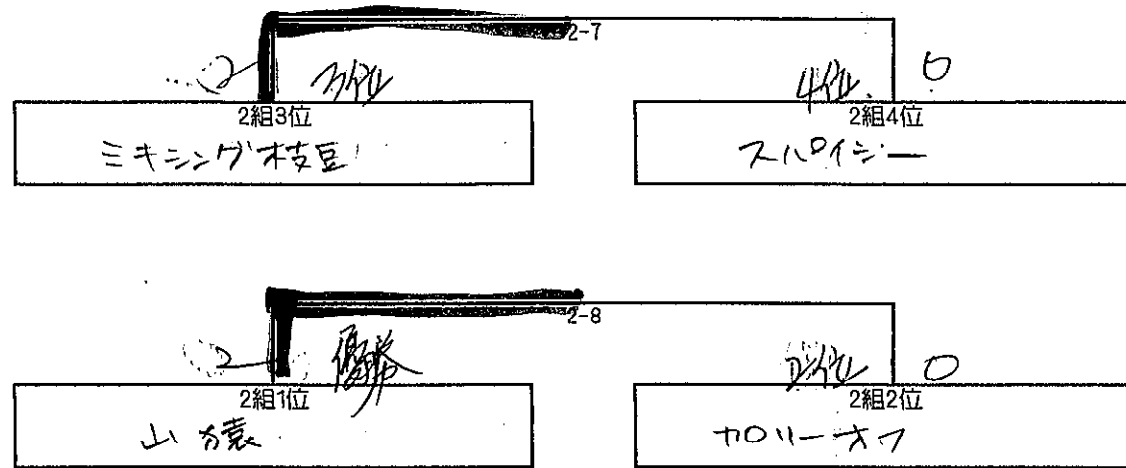 2-7
2 3位 4位 0
2組3位 2組4位
ミキシング枝豆 スパイシー
2-8
2 優勝 2位 0
2組1位 2組2位
山猿 カロリーオフ